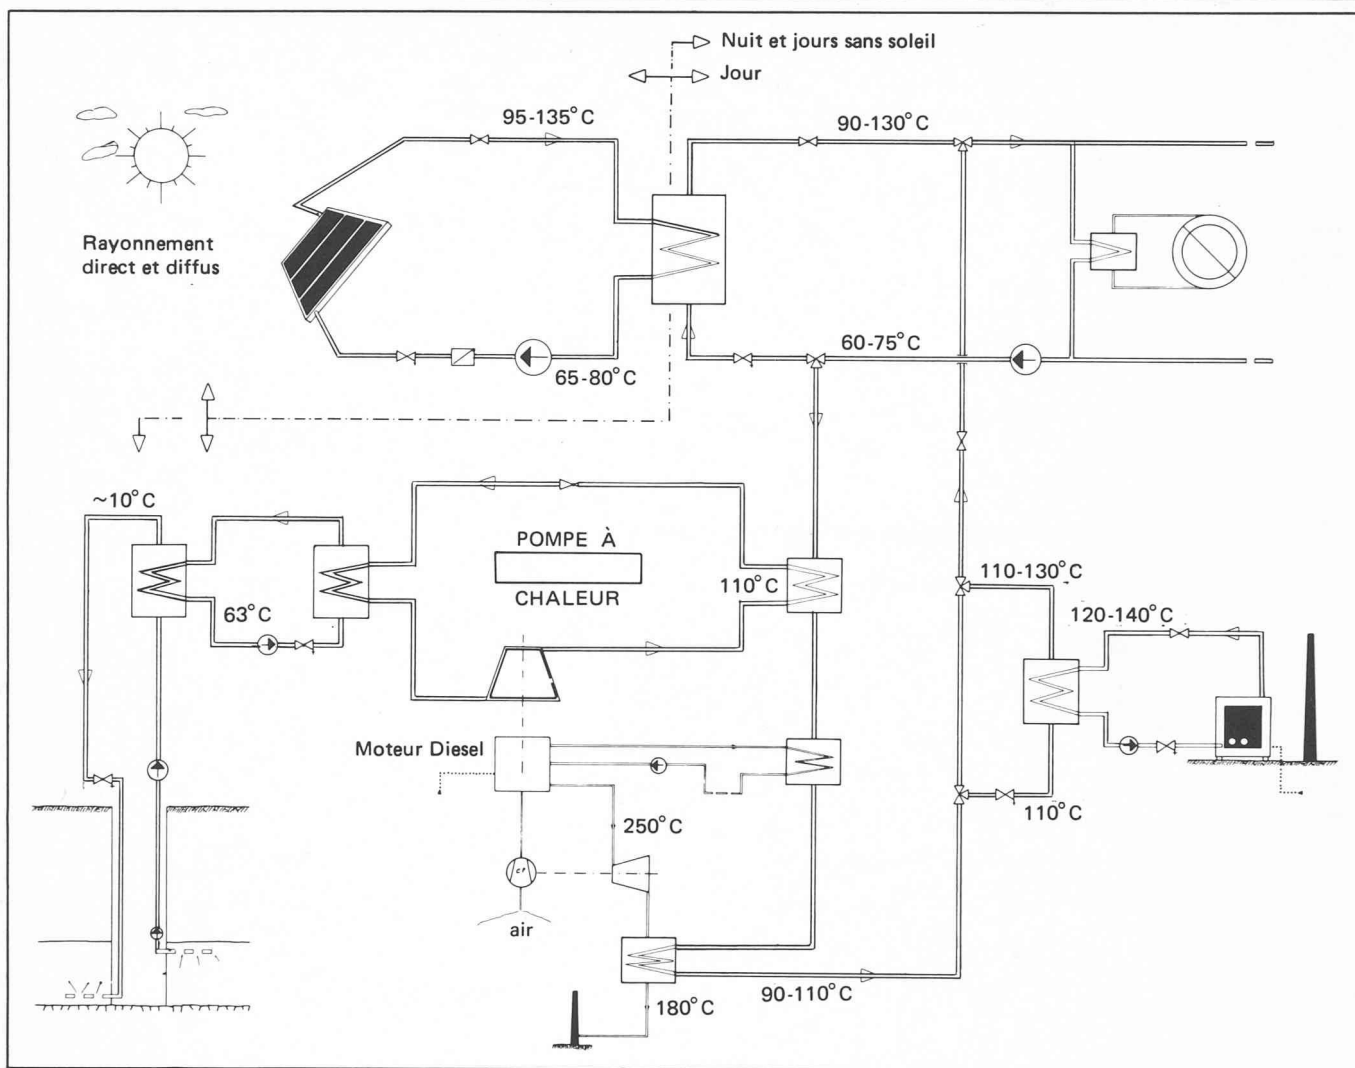 Nuit et jours sans soleil
Jour
95-135°C
90-130°C
Rayonnement
direct et diffus
65-80°C
60-75°C
~10°C
POMPE À
CHALEUR
110°C
63°C
110-130°C
120-140°C
Moteur Diesel
250°C
110°C
air
90-110°C
180°C